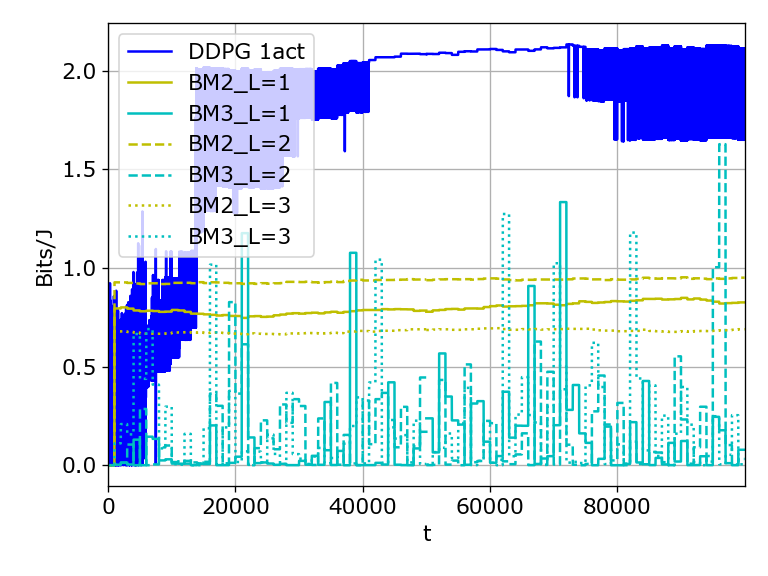 DDPG 1act
BM2_L=1
BM3_L=1
BM2_L=2
BM3_L=2
BM2_L=3
BM3_L=3
2.0
1.5
1.0
0.5
0.0
Bits/J
0 20000 40000 60000 80000
t